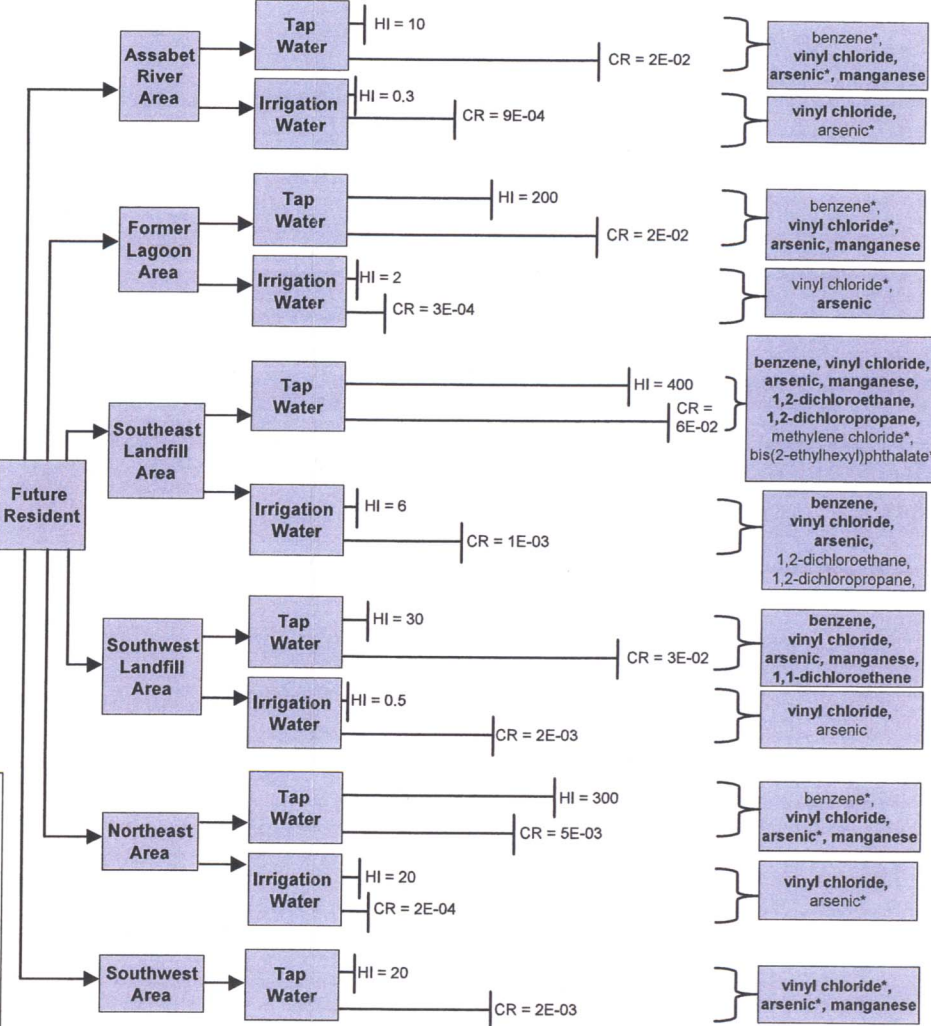 Future
Resident
Assabet
River
Area
Tap
Water
HI = 10
CR = 2E-02
benzene*,
vinyl chloride,
arsenic*, manganese
Irrigation
Water
HI = 0.3
CR = 9E-04
vinyl chloride,
arsenic*
Former
Lagoon
Area
Tap
Water
HI = 200
CR = 2E-02
benzene*,
vinyl chloride*,
arsenic, manganese
Irrigation
Water
HI = 2
CR = 3E-04
vinyl chloride*,
arsenic
Southeast
Landfill
Area
Tap
Water
HI = 400
CR =
6E-02
benzene, vinyl chloride,
arsenic, manganese,
1,2-dichloroethane,
1,2-dichloropropane,
methylene chloride*,
bis(2-ethylhexyl)phthalate*
Irrigation
Water
HI = 6
CR = 1E-03
benzene,
vinyl chloride,
arsenic,
1,2-dichloroethane,
1,2-dichloropropane,
Southwest
Landfill
Area
Tap
Water
HI = 30
CR = 3E-02
benzene,
vinyl chloride,
arsenic, manganese,
1,1-dichloroethene
Irrigation
Water
HI = 0.5
CR = 2E-03
vinyl chloride,
arsenic
Northeast
Area
Tap
Water
HI = 300
CR = 5E-03
benzene*,
vinyl chloride,
arsenic*, manganese
Irrigation
Water
HI = 20
CR = 2E-04
vinyl chloride,
arsenic*
Southwest
Area
Tap
Water
HI = 20
CR = 2E-03
vinyl chloride*,
arsenic*, manganese